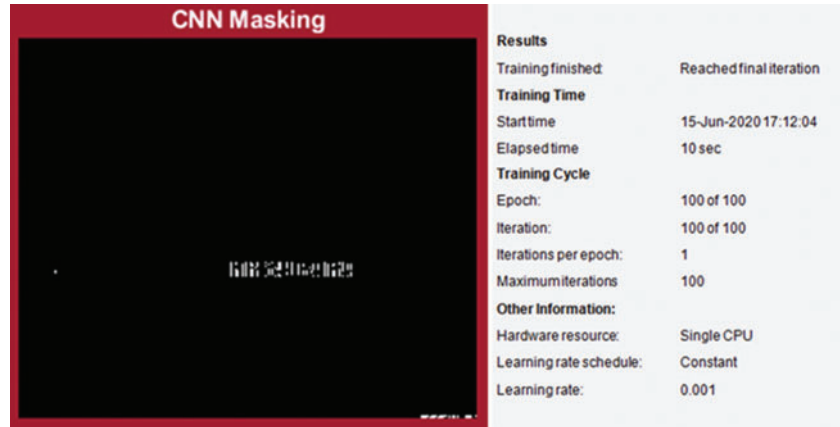 CNN Masking
Results
Training finished: Reached final iteration
Training Time
Start time 15-Jun-2020 17:12:04
Elapsed time 10 sec
Training Cycle
Epoch: 100 of 100
Iteration: 100 of 100
Iterations per epoch: 1
Maximum iterations 100
Other Information:
Hardware resource: Single CPU
Learning rate schedule: Constant
Learning rate: 0.001